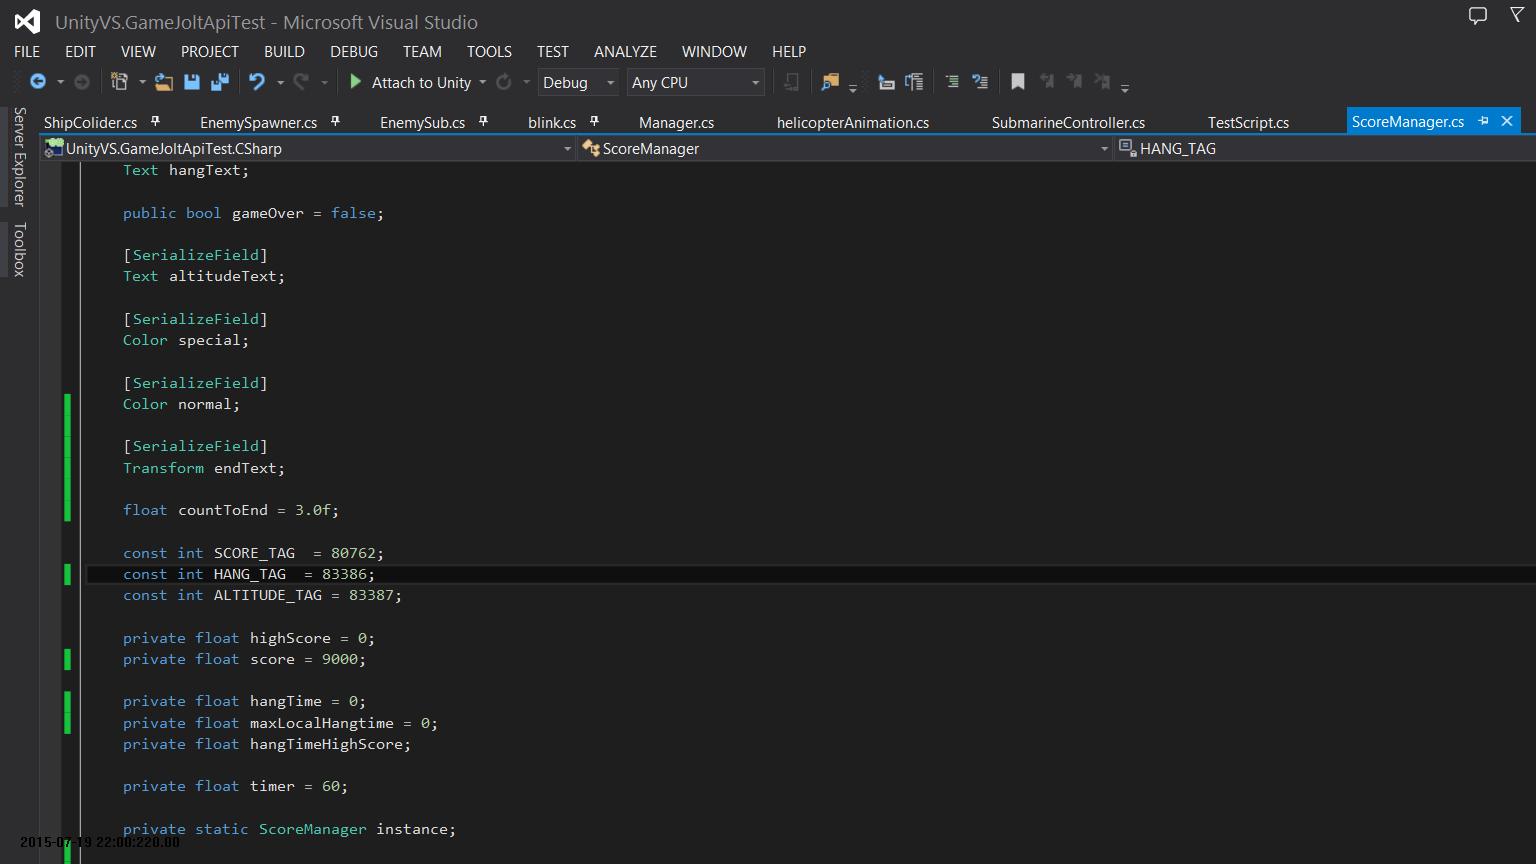 UnityVS.GameJoltApiTest - Microsoft Visual Studio
FILE EDIT VIEW PROJECT BUILD DEBUG TEAM TOOLS TEST ANALYZE WINDOW HELP
Attach to Unity Debug Any CPU
Server Explorer
Toolbox
ShipColider.cs EnemySpawner.cs EnemySub.cs blink.cs Manager.cs helicopterAnimation.cs SubmarineController.cs TestScript.cs ScoreManager.cs
UnityVS.GameJoltApiTest.CSharp ScoreManager HANG_TAG
Text hangText;
public bool gameOver = false;
[SerializeField]
Text altitudeText;
[SerializeField]
Color special;
[SerializeField]
Color normal;
[SerializeField]
Transform endText;
float countToEnd = 3.0f;
const int SCORE_TAG  = 80762;
const int HANG_TAG  = 83386;
const int ALTITUDE_TAG = 83387;
private float highScore = 0;
private float score = 9000;
private float hangTime = 0;
private float maxLocalHangtime = 0;
private float hangTimeHighScore;
private float timer = 60;
private static ScoreManager instance;
2015-07-19 22:00:220.00